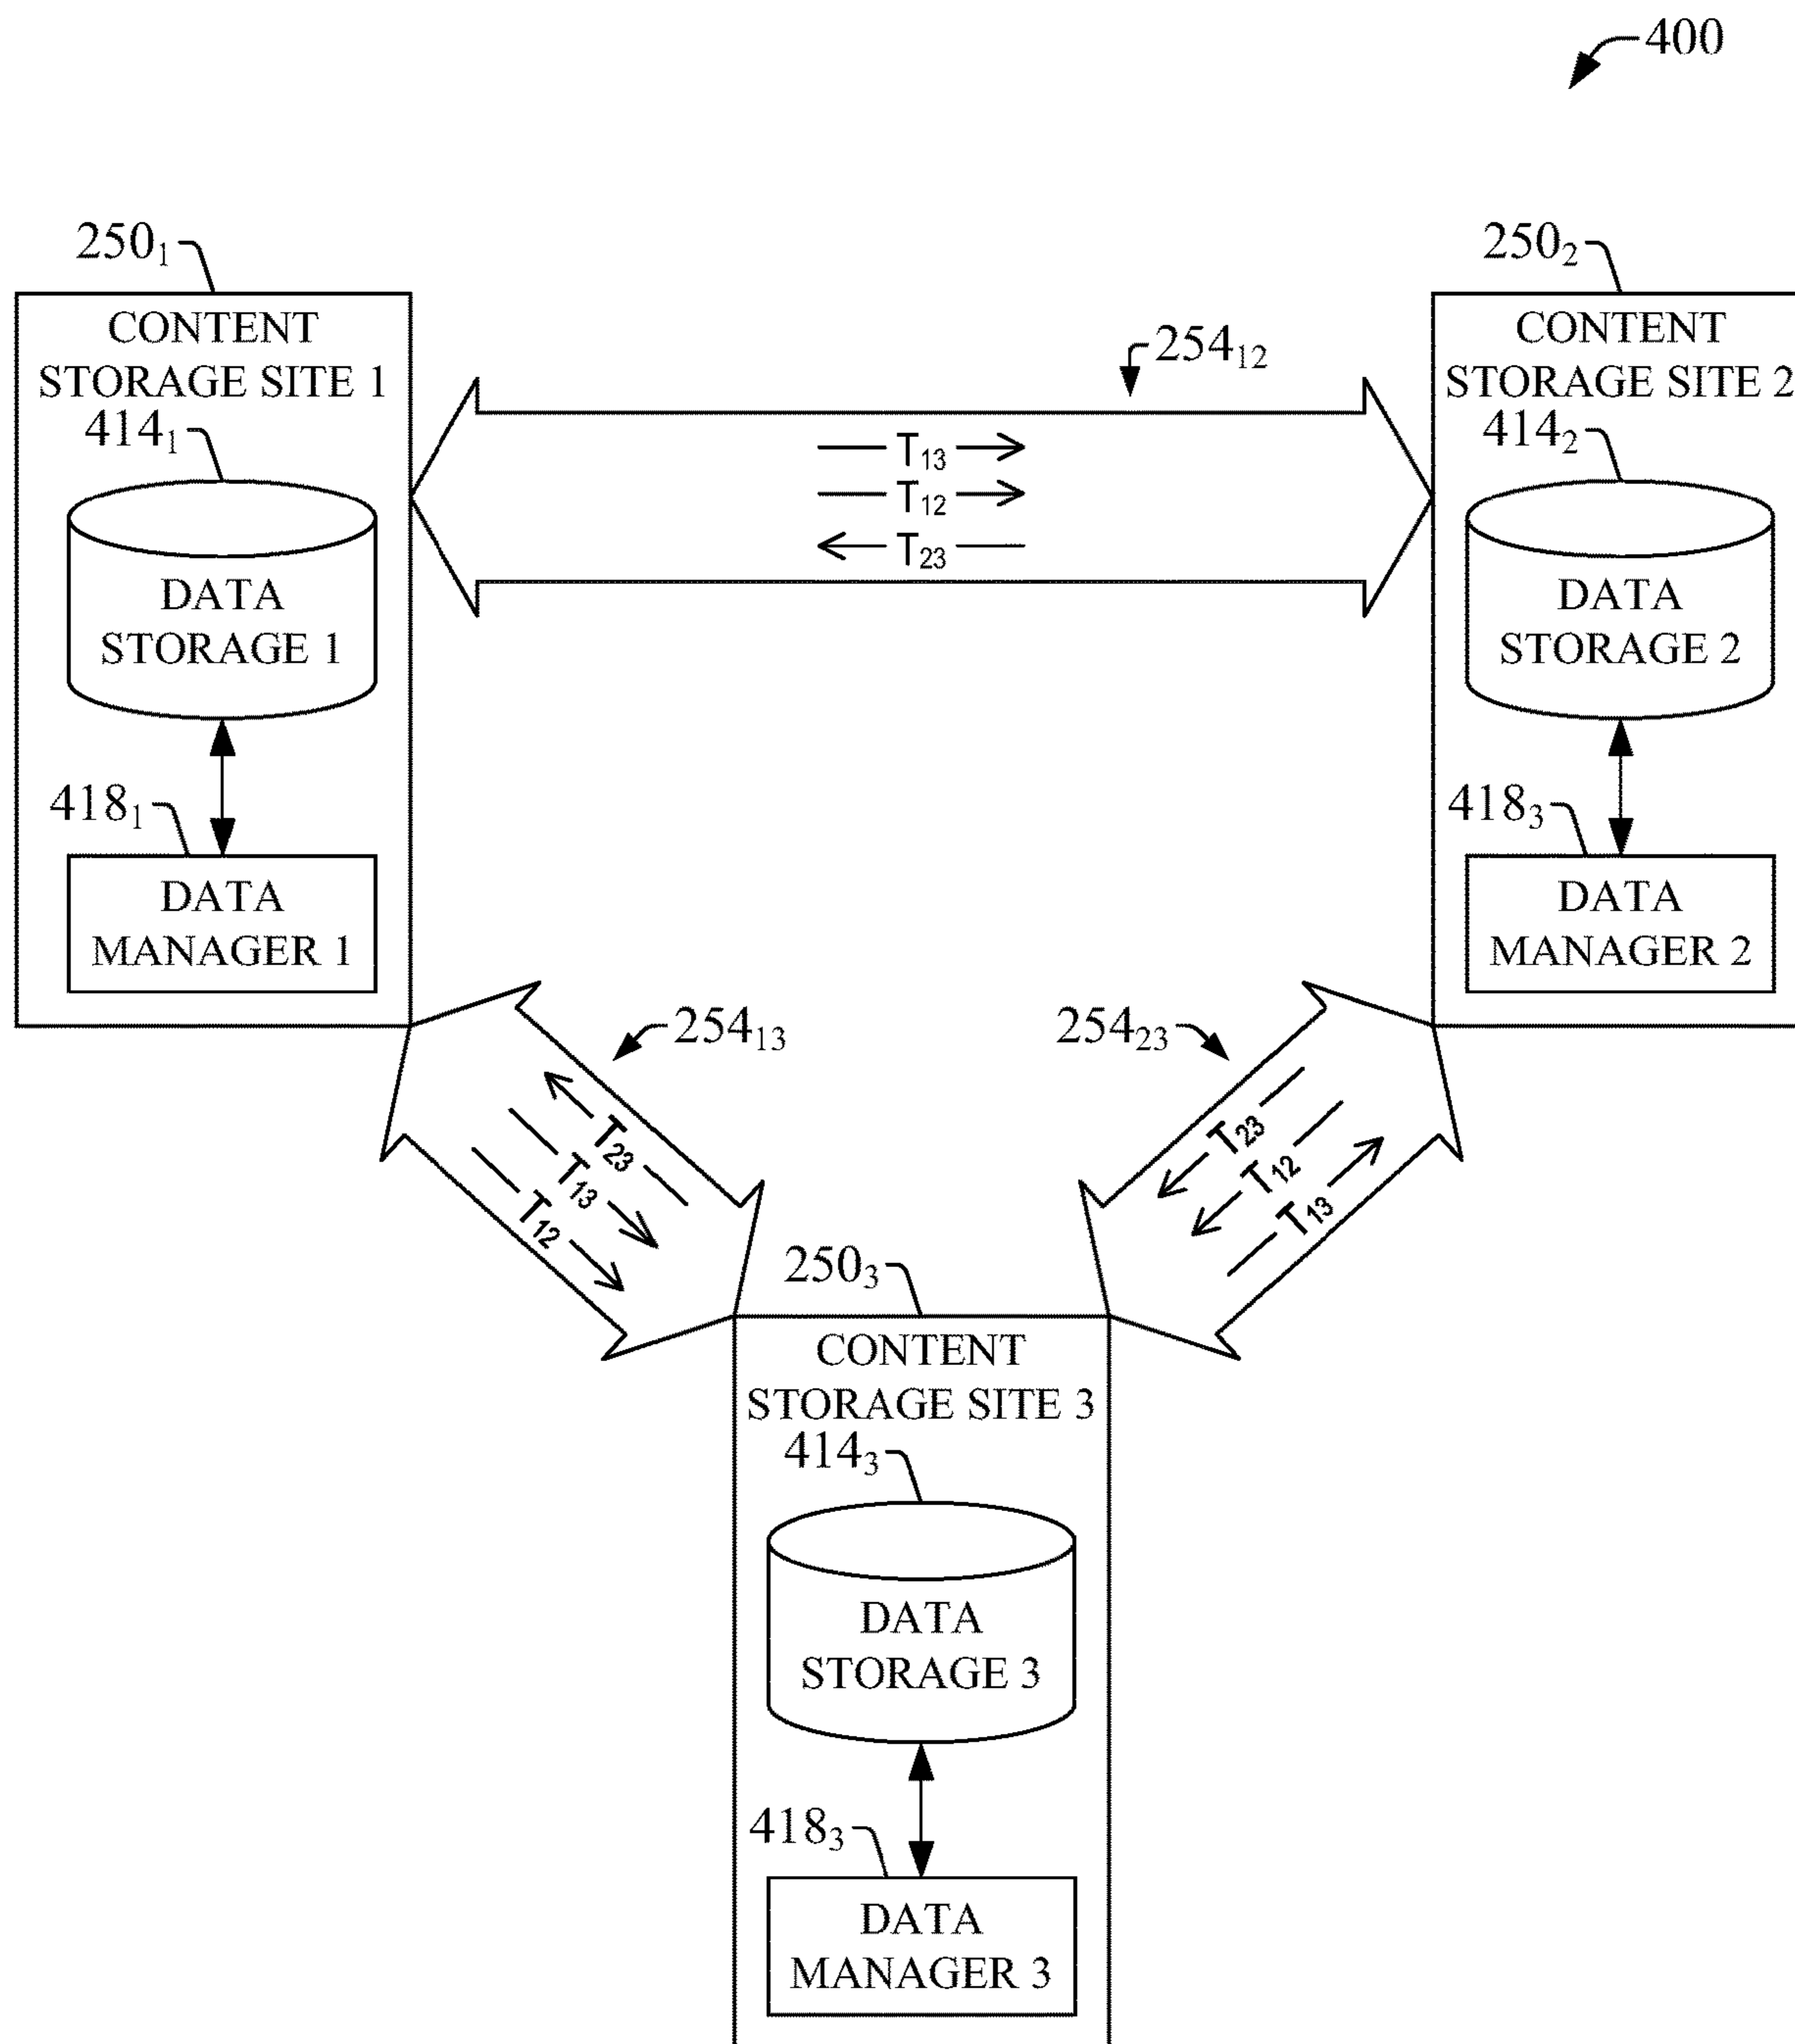 400
250₁
250₂
CONTENT
STORAGE SITE 1
CONTENT
STORAGE SITE 2
254₁₂
414₁
414₂
T₁₃
T₁₂
T₂₃
DATA
STORAGE 1
DATA
STORAGE 2
418₁
418₃
DATA
MANAGER 1
DATA
MANAGER 2
254₁₃
254₂₃
T₂₃
T₁₃
T₁₂
T₂₃
T₁₂
T₁₃
250₃
CONTENT
STORAGE SITE 3
414₃
DATA
STORAGE 3
418₃
DATA
MANAGER 3